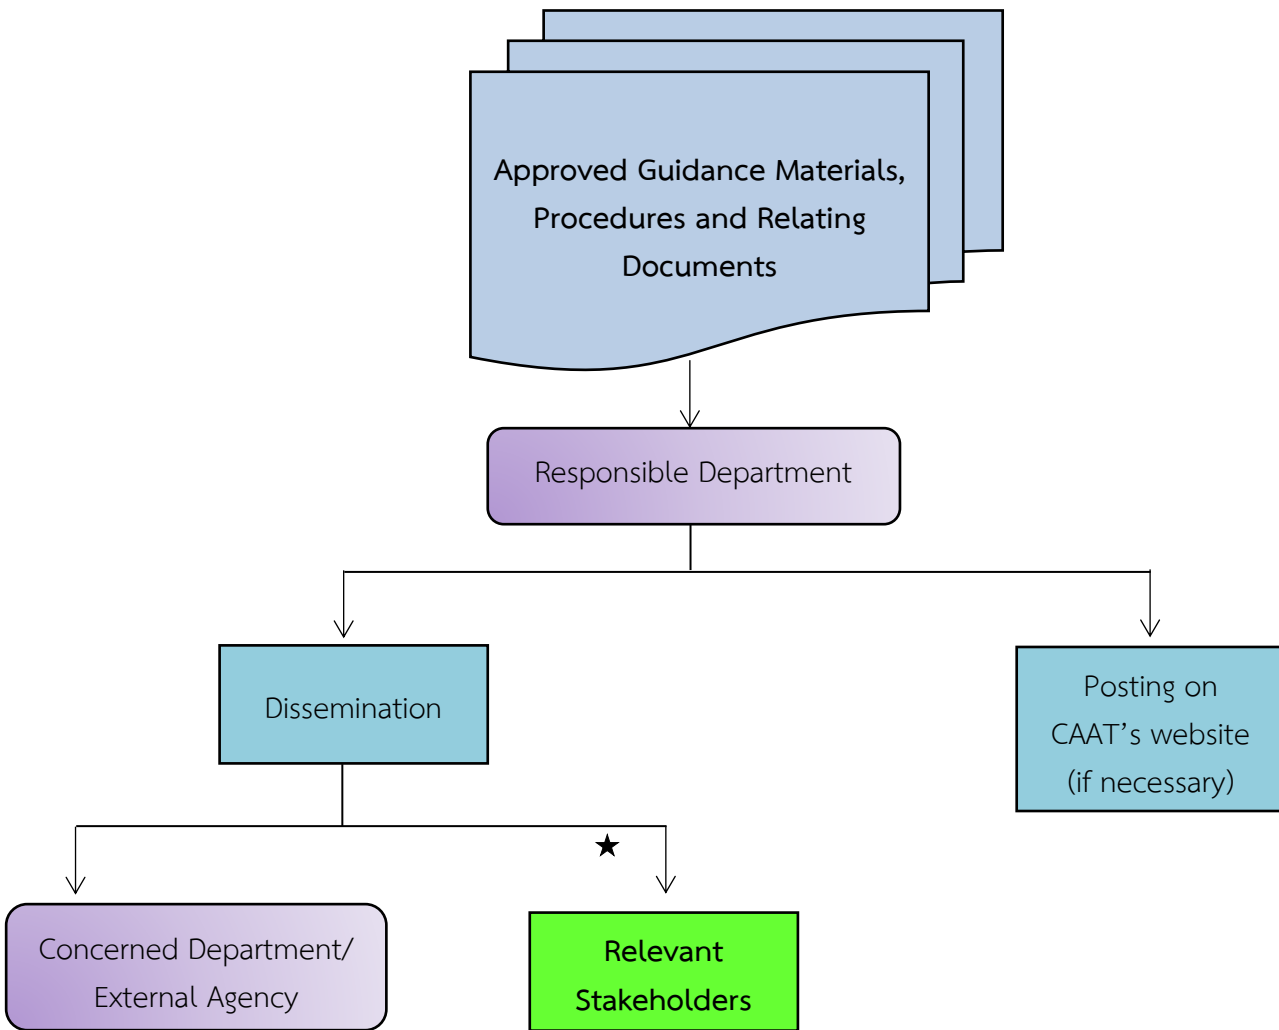 Approved Guidance Materials,
Procedures and Relating
Documents
Responsible Department
Dissemination
Posting on
CAAT’s website
(if necessary)
★
Concerned Department/
External Agency
Relevant
Stakeholders